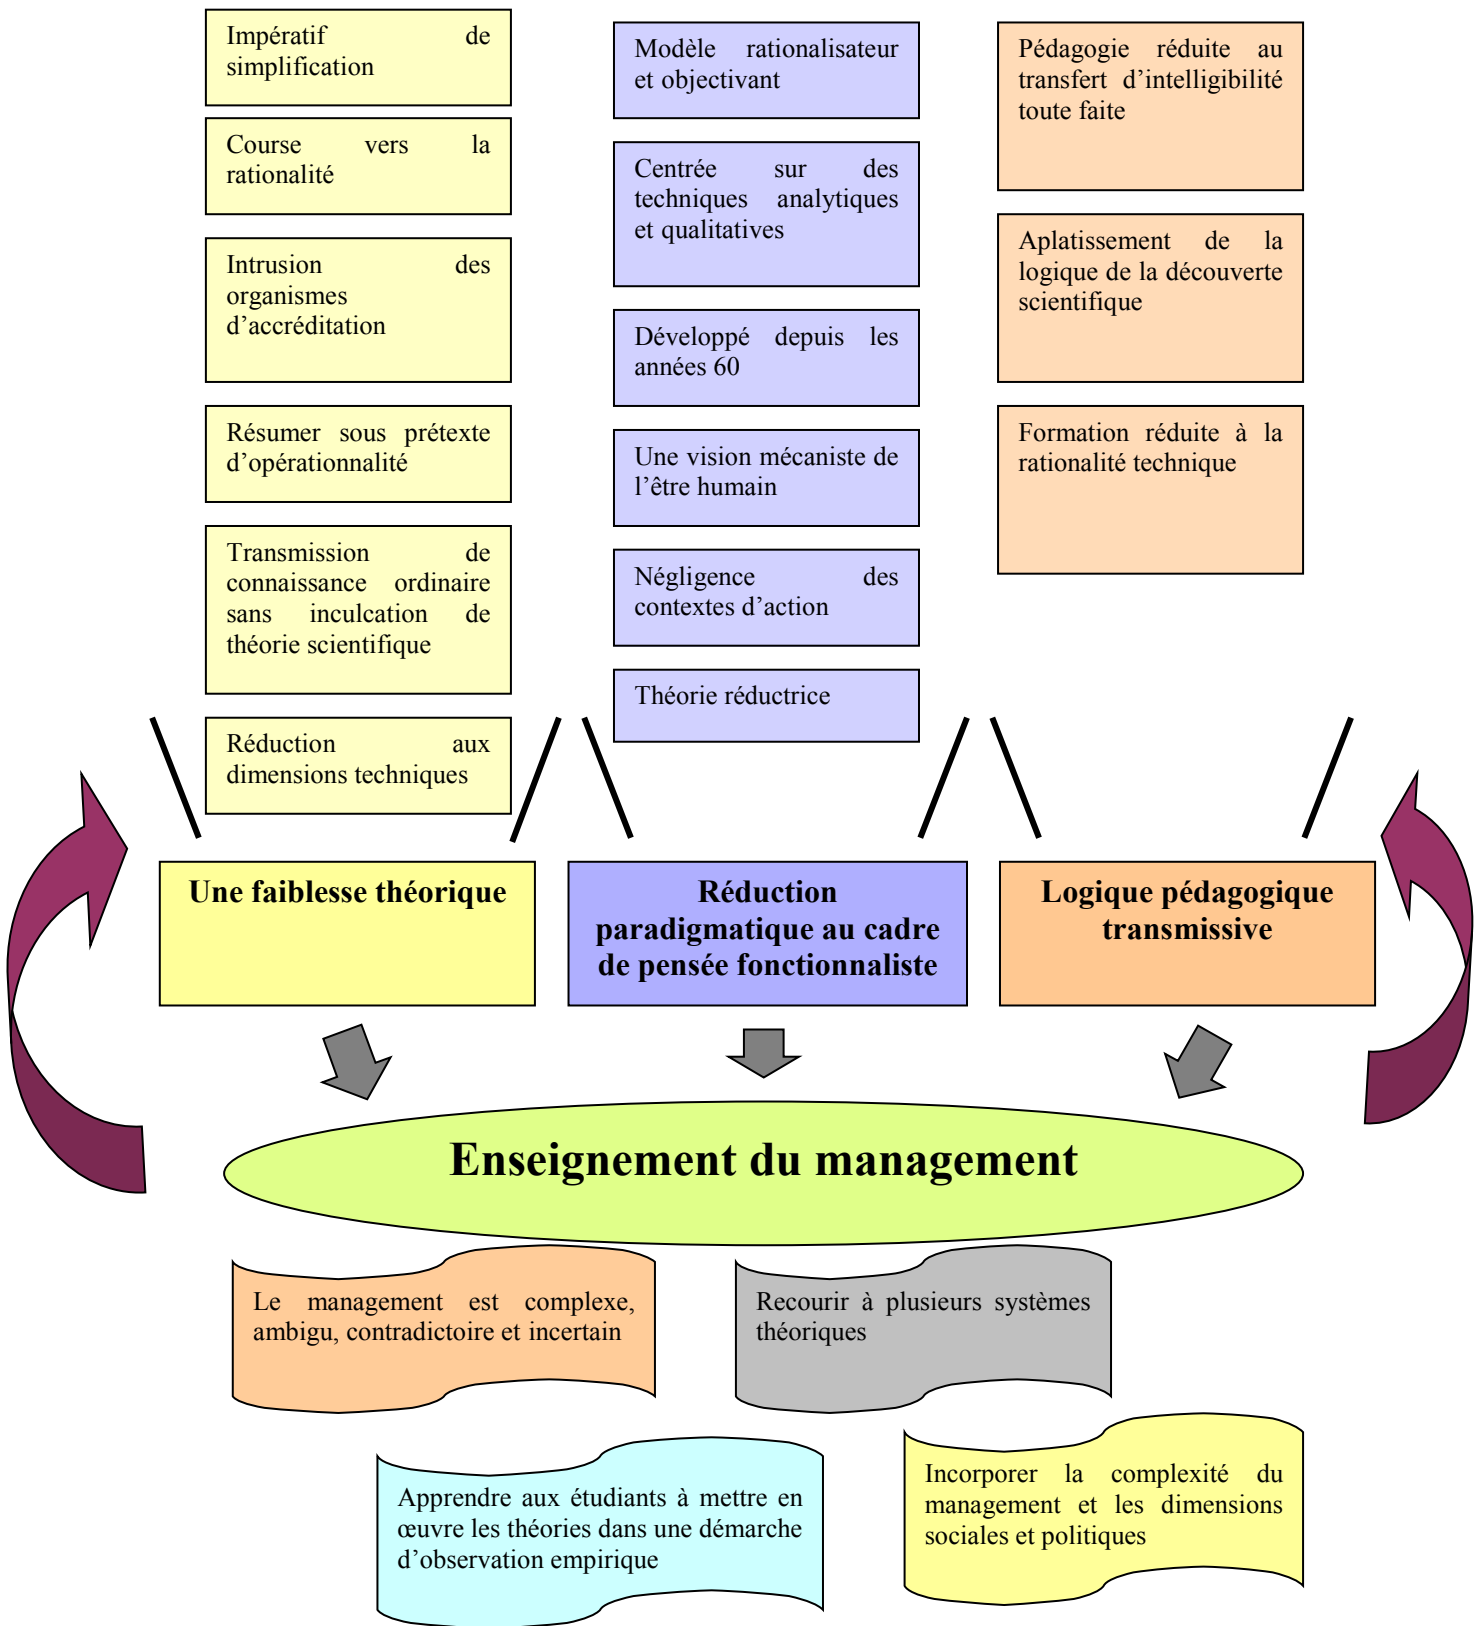 Impératif de
simplification
Course vers la
rationalité
Intrusion des
organismes
d’accréditation
Résumer sous prétexte
d’opérationnalité
Transmission de
connaissance ordinaire
sans inculcation de
théorie scientifique
Réduction aux
dimensions techniques
Modèle rationalisateur
et objectivant
Centrée sur des
techniques analytiques
et qualitatives
Développé depuis les
années 60
Une vision mécaniste de
l’être humain
Négligence des
contextes d’action
Théorie réductrice
Pédagogie réduite au
transfert d’intelligibilité
toute faite
Aplatissement de la
logique de la découverte
scientifique
Formation réduite à la
rationalité technique
Une faiblesse théorique
Réduction
paradigmatique au cadre
de pensée fonctionnaliste
Logique pédagogique
transmissive
Enseignement du management
Le management est complexe,
ambigu, contradictoire et incertain
Recourir à plusieurs systèmes
théoriques
Apprendre aux étudiants à mettre en
œuvre les théories dans une démarche
d’observation empirique
Incorporer la complexité du
management et les dimensions
sociales et politiques